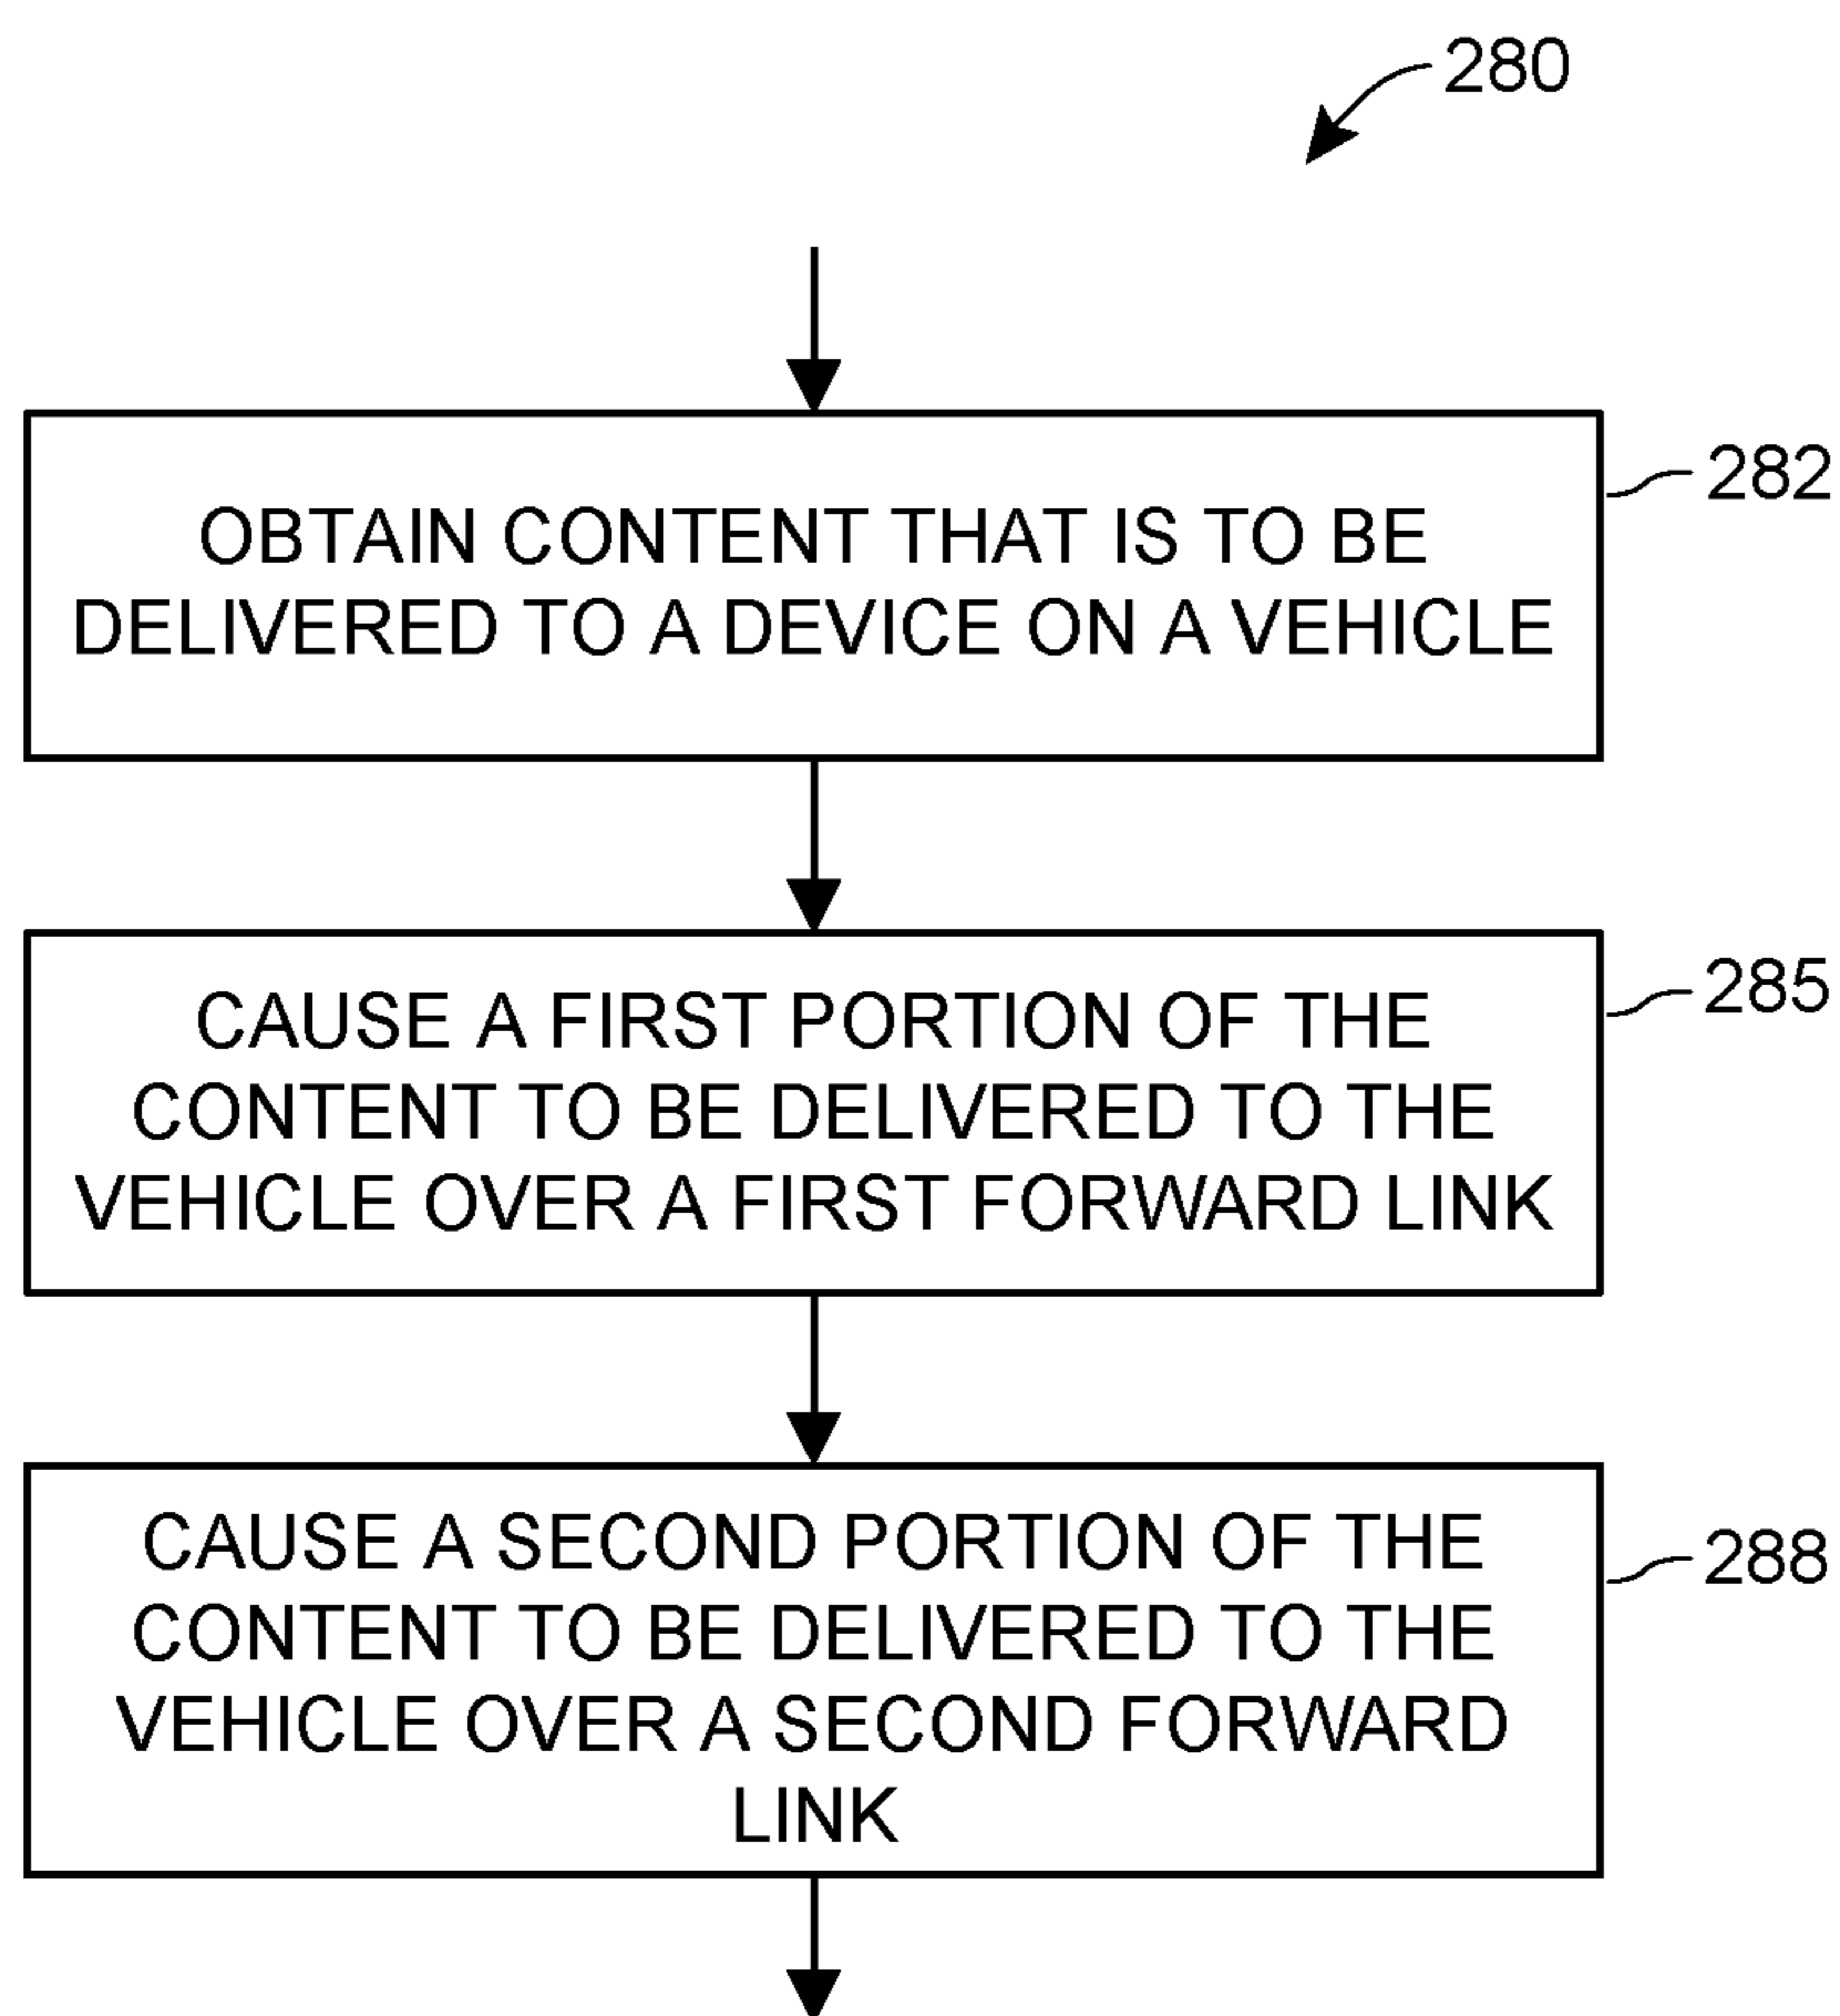 280
282
OBTAIN CONTENT THAT IS TO BE
DELIVERED TO A DEVICE ON A VEHICLE
285
CAUSE A FIRST PORTION OF THE
CONTENT TO BE DELIVERED TO THE
VEHICLE OVER A FIRST FORWARD LINK
288
CAUSE A SECOND PORTION OF THE
CONTENT TO BE DELIVERED TO THE
VEHICLE OVER A SECOND FORWARD
LINK